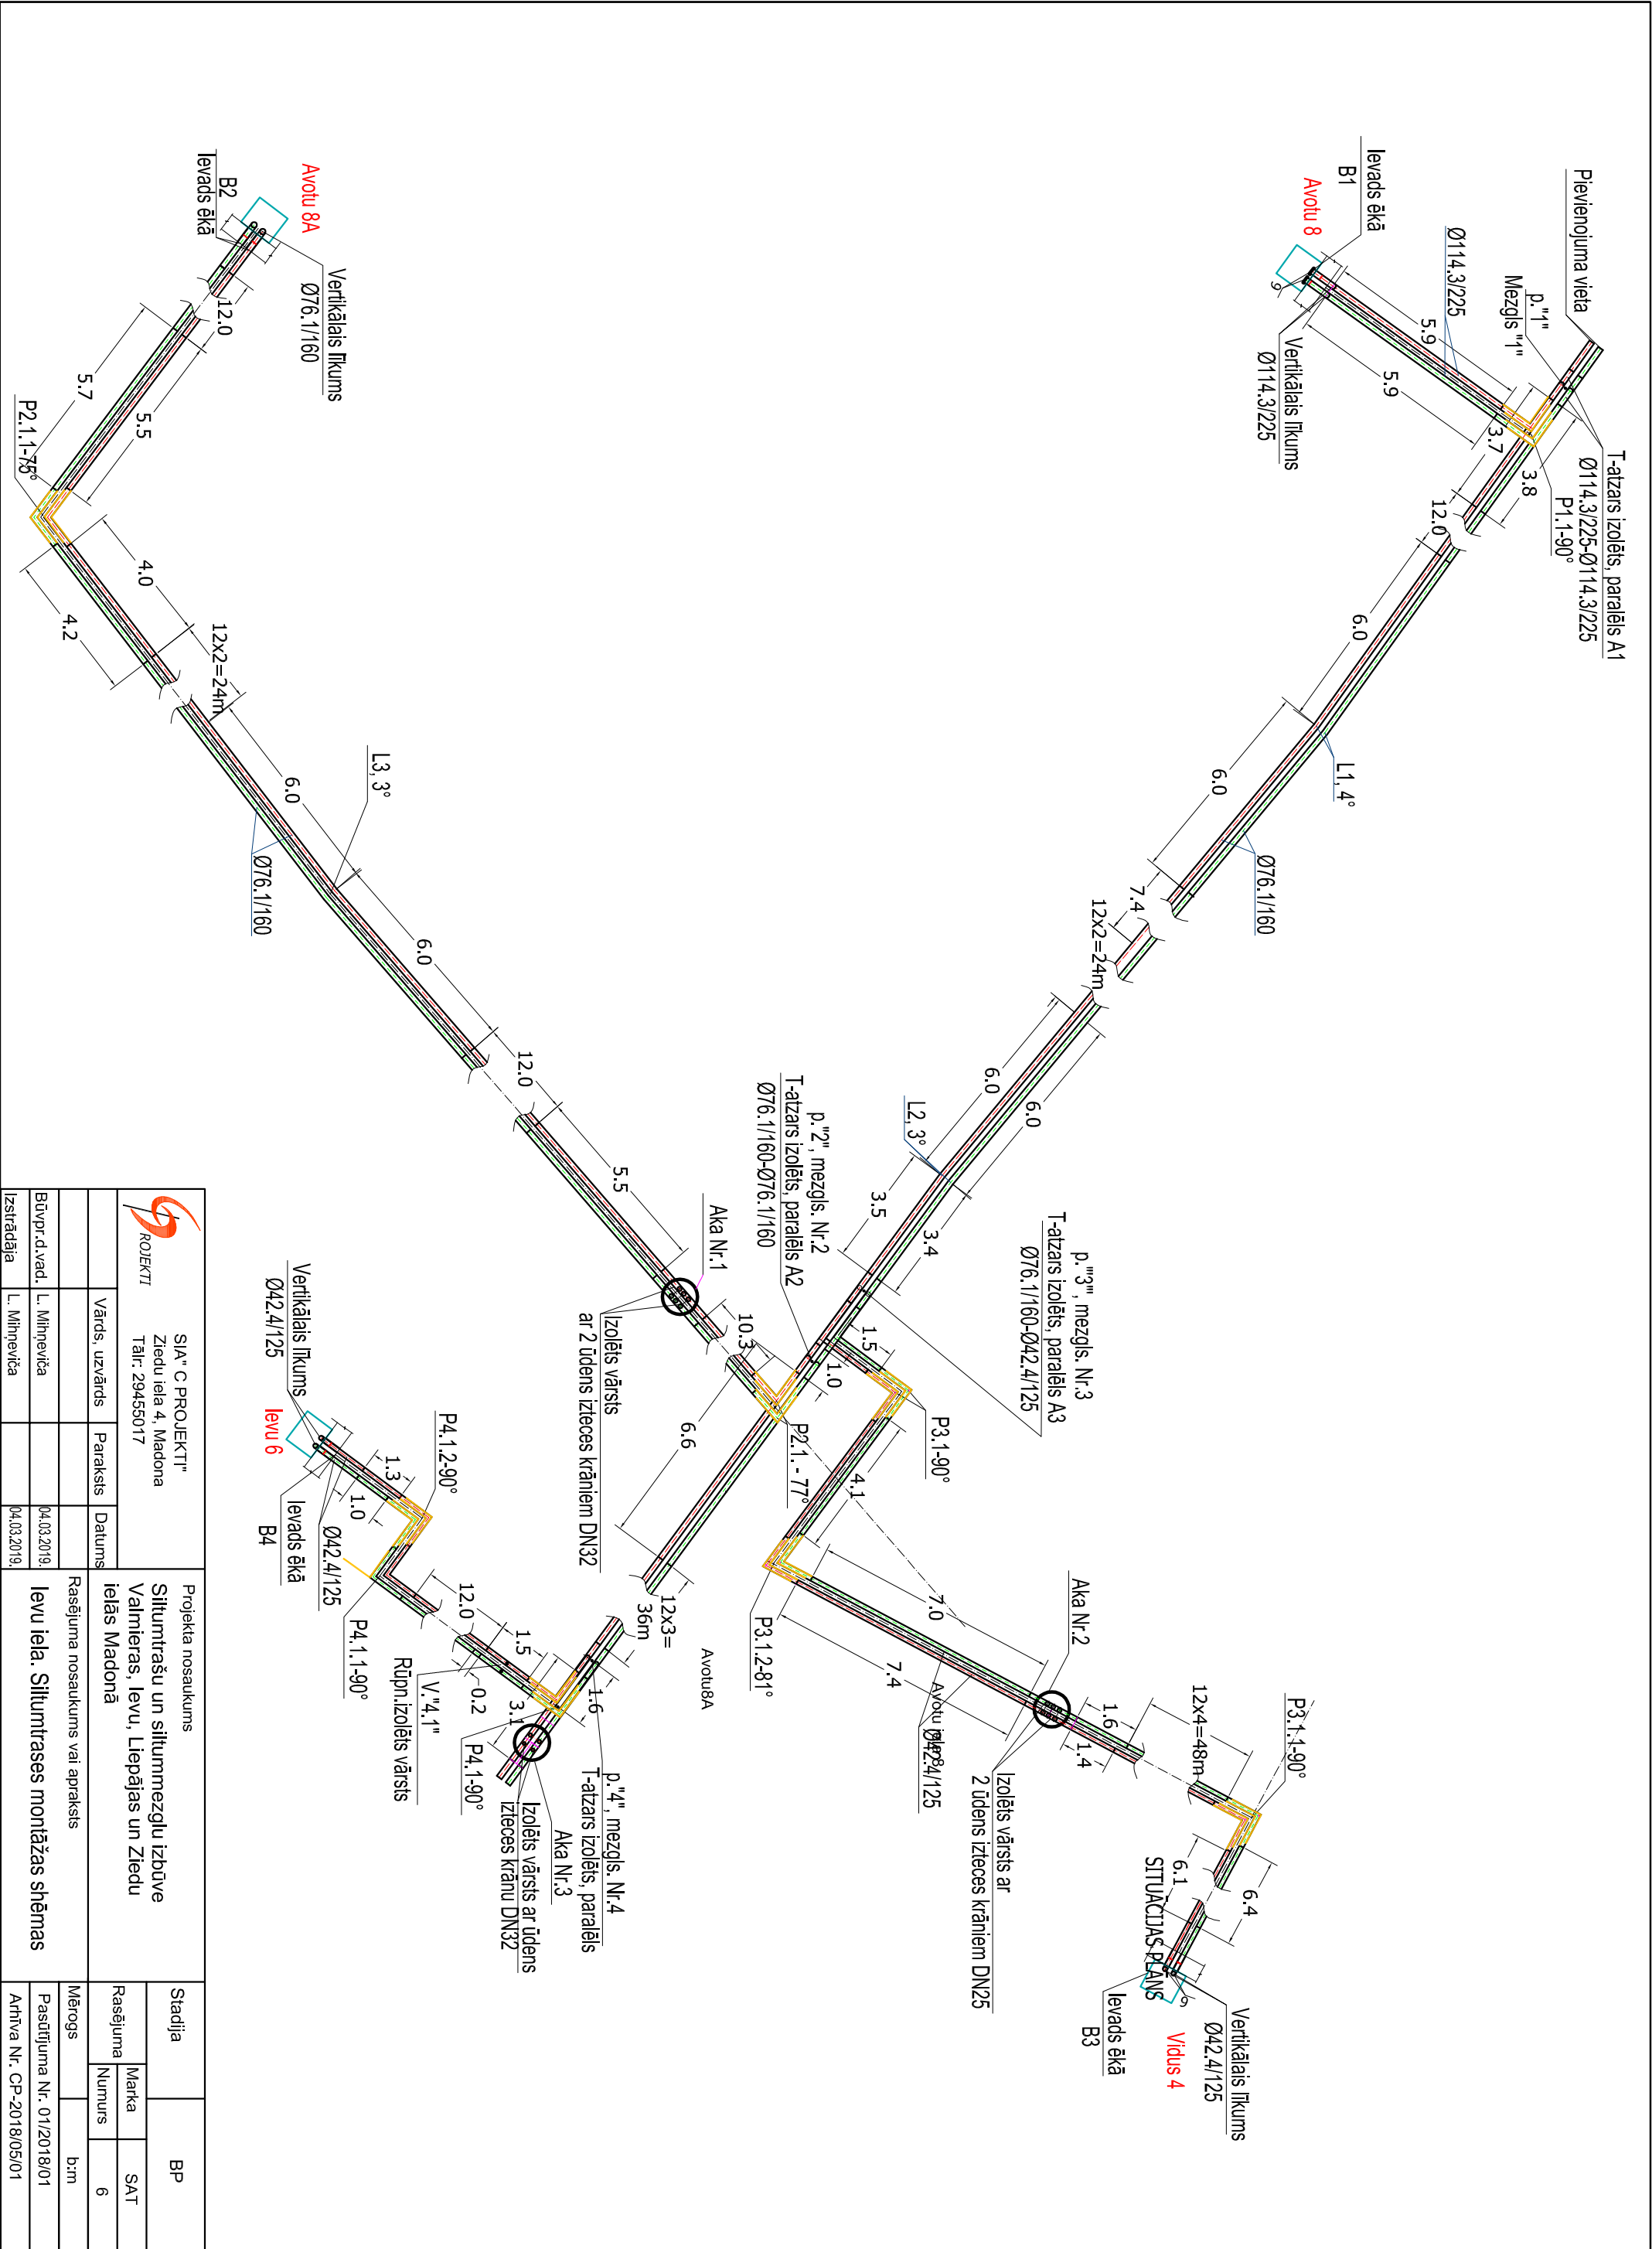 Pievienojuma vieta
T-atzars izolēts, paralēls A1
Ø114.3/225-Ø114.3/225
P1.1-90°
p."1"
Mezgls "1"
Ø114.3/225
Ievads ēkā
B1
Avotu 8
9
Vertikālais līkums
Ø114.3/225
5.9
5.9
3.7
3.8
12.0
6.0
L1, 4°
6.0
Ø76.1/160
7.4
12x2=24m
6.0
6.0
L2, 3°
3.5
3.4
p."2", mezgls. Nr.2
T-atzars izolēts, paralēls A2
Ø76.1/160-Ø76.1/160
p.'"3"', mezgls. Nr.3
T-atzars izolēts, paralēls A3
Ø76.1/160-Ø42.4/125
1.5
1.0
P3.1-90°
4.1
P2.1. - 77°
P3.1.2-81°
7.0
7.4
Aka Nr.2
Avotu iela
Ø42.4/125
Izolēts vārsts ar
2 ūdens izteces krāniem DN25
1.6
1.4
12x4=48m
P3.1.1-90°
6.1
6.4
SITUĀCIJAS PLĀNS
9
Vertikālais līkums
Ø42.4/125
Vidus 4
Ievads ēkā
B3
Avotu 8A
B2
Ievads ēkā
Vertikālais līkums
Ø76.1/160
12.0
5.7
5.5
P2.1.1-75°
4.0
4.2
12x2=24m
6.0
L3, 3°
Ø76.1/160
6.0
12.0
5.5
Aka Nr.1
Izolēts vārsts
ar 2 ūdens izteces krāniem DN32
10.3
6.6
12x3=
36m
Avotu8A
1.6
p."4", mezgls. Nr.4
T-atzars izolēts, paralēls
Aka Nr.3
Izolēts vārsts ar ūdens
izteces krānu DN32
3.1
P4.1-90°
V."4.1"
Rūpn.izolēts vārsts
0.2
1.5
12.0
P4.1.1-90°
P4.1.2-90°
1.3
1.0
Ø42.4/125
Ievads ēkā
B4
Ievu 6
Vertikālais līkums
Ø42.4/125
ROJEKTI
SIA" C PROJEKTI"
Ziedu iela 4, Madona
Tālr: 29455017
Vārds, uzvārds
Paraksts
Datums
Būvpr.d.vad.
L. Mihņeviča
04.03.2019.
Izstrādāja
L. Mihņeviča
04.03.2019.
Projekta nosaukums
Siltumtrašu un siltummezglu izbūve
Valmieras, Ievu, Liepājas un Ziedu
ielās Madonā
Rasējuma nosaukums vai apraksts
Ievu iela. Siltumtrases montāžas shēmas
Stadija
BP
Rasējuma
Marka
SAT
Numurs
6
Mērogs
b:m
Pasūtījuma Nr. 01/2018/01
Arhīva Nr. CP-2018/05/01